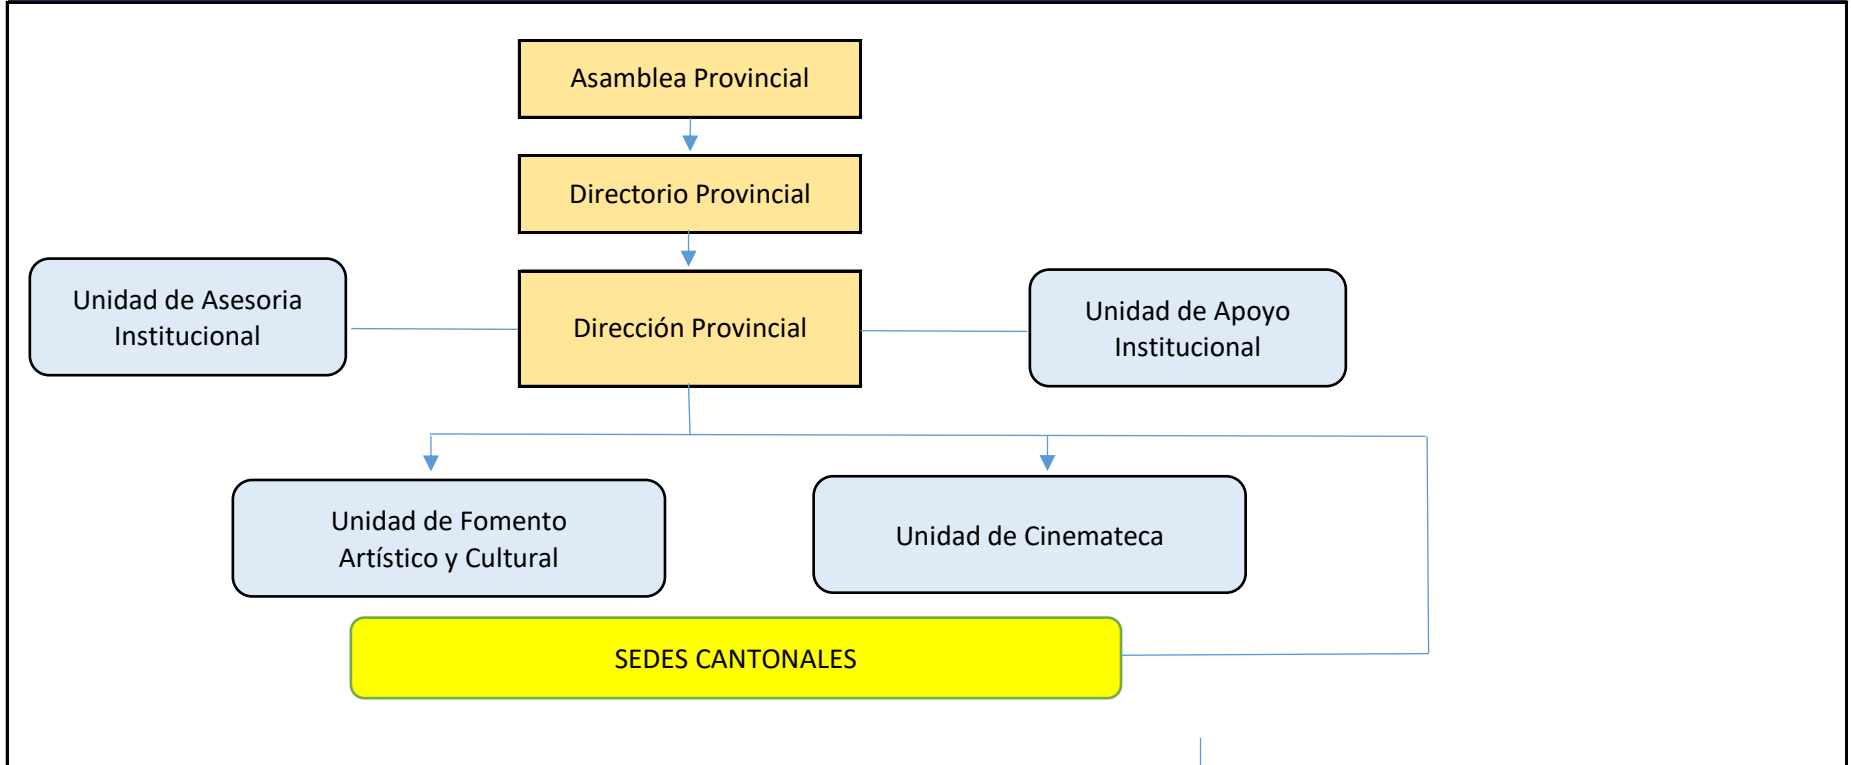 Asamblea Provincial
Directorio Provincial
Unidad de Asesoria
Institucional
Dirección Provincial
Unidad de Apoyo
Institucional
Unidad de Fomento
Artístico y Cultural
Unidad de Cinemateca
SEDES CANTONALES